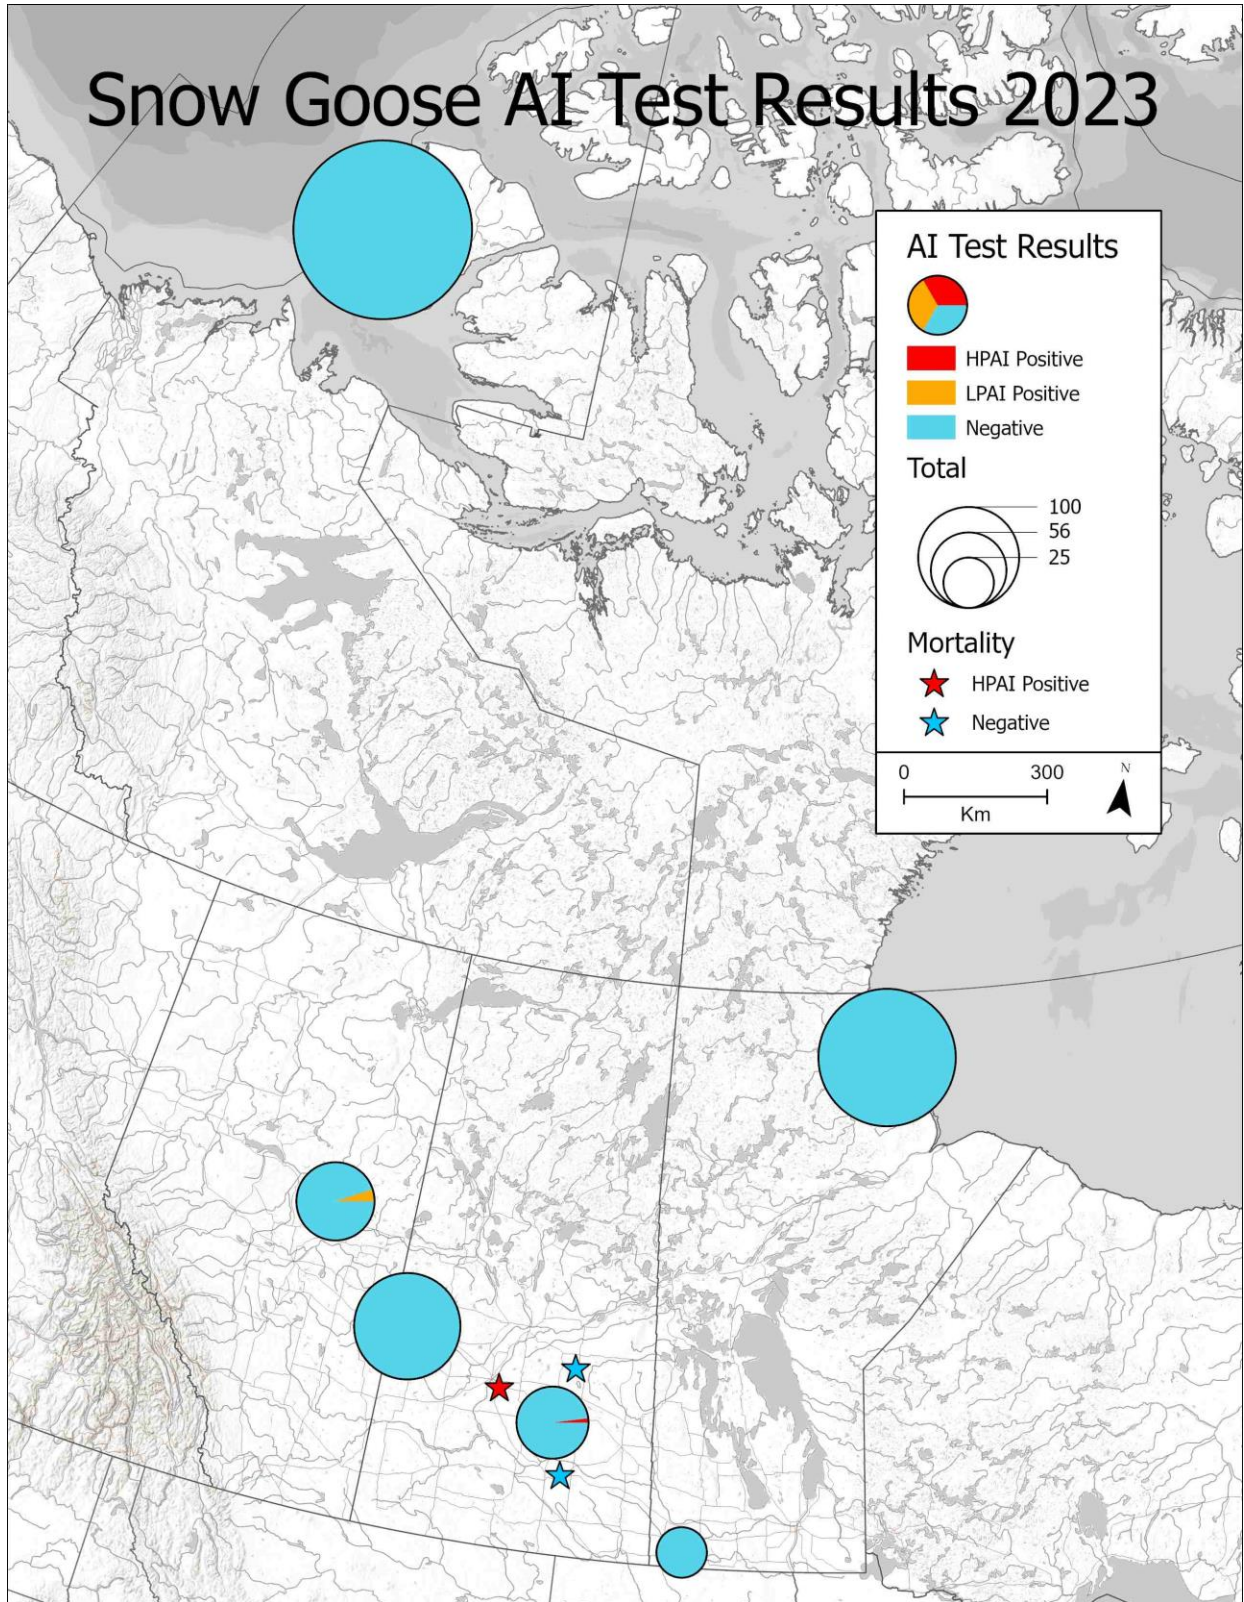 Snow Goose AI Test Results 2023
AI Test Results
HPAI Positive
LPAI Positive
Negative
Total
100
56
25
Mortality
HPAI Positive
Negative
0 300
N
Km